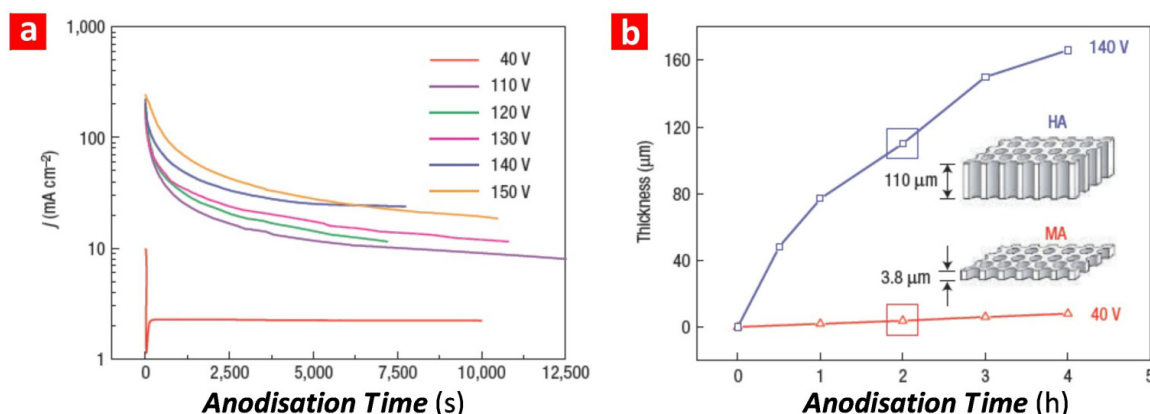 a
1,000
100
10
1
J (mA cm⁻²)
40 V
110 V
120 V
130 V
140 V
150 V
0
2,500
5,000
7,500
10,000
12,500
Anodisation Time (s)
b
160
120
80
40
0
Thickness (μm)
140 V
HA
110 μm
MA
3.8 μm
40 V
0
1
2
3
4
5
Anodisation Time (h)